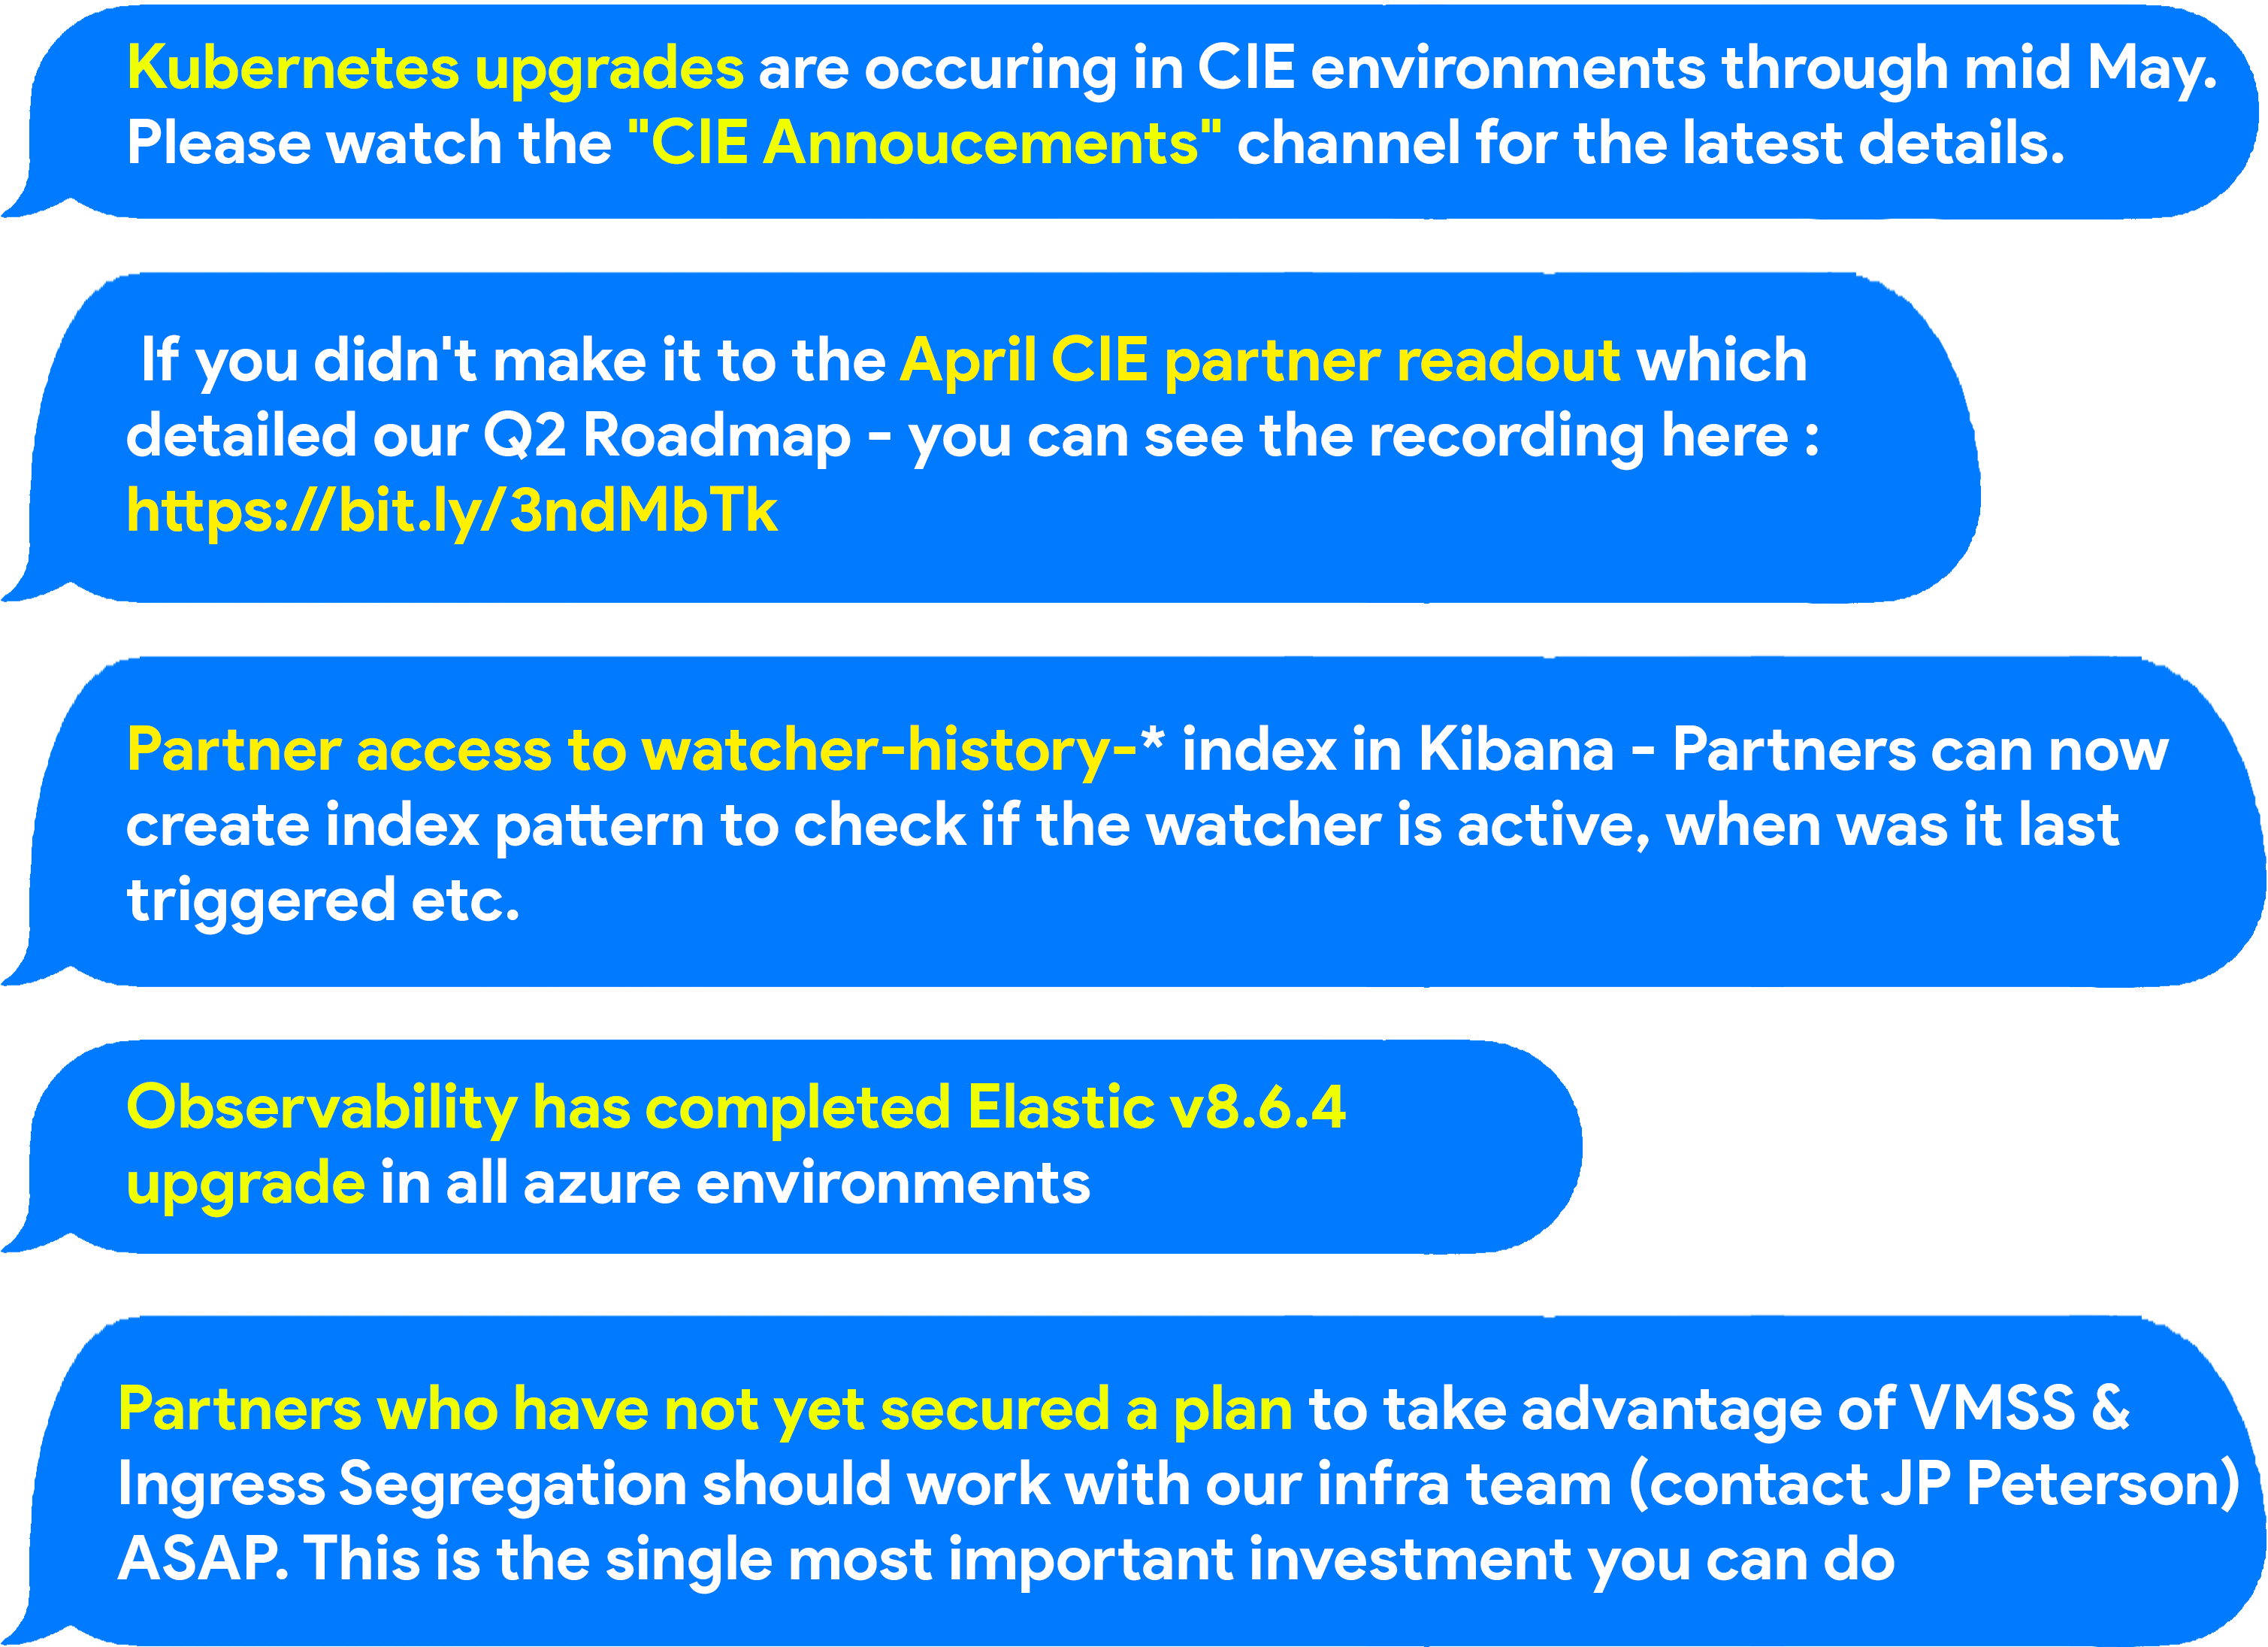 Kubernetes upgrades are occuring in CIE environments through mid May.
Please watch the "CIE Annoucements" channel for the latest details.
If you didn't make it to the April CIE partner readout which
detailed our Q2 Roadmap - you can see the recording here :
https://bit.ly/3ndMbTk
Partner access to watcher-history-* index in Kibana - Partners can now
create index pattern to check if the watcher is active, when was it last
triggered etc.
Observability has completed Elastic v8.6.4
upgrade in all azure environments
Partners who have not yet secured a plan to take advantage of VMSS &
Ingress Segregation should work with our infra team (contact JP Peterson)
ASAP. This is the single most important investment you can do